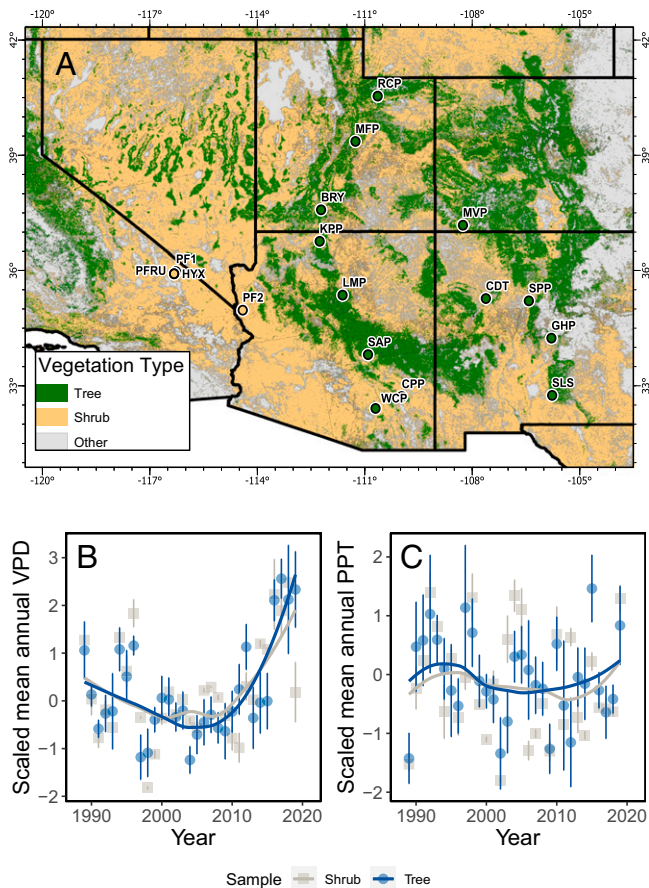 42°
39°
36°
33°
42°
39°
36°
33°
A
RCP
MFP
BRY
KPP
MVP
PF1
PFRU
HYX
PF2
LMP
CDT
SPP
GHP
SAP
CPP
WCP
SLS
Vegetation Type
Tree
Shrub
Other
-120°
-117°
-114°
-111°
-108°
-105°
-120°
-117°
-114°
-111°
-108°
-105°
B
Scaled mean annual VPD
3
2
1
0
−1
−2
1990
2000
2010
2020
Year
C
Scaled mean annual PPT
2
1
0
−1
−2
1990
2000
2010
2020
Year
Sample
Shrub
Tree